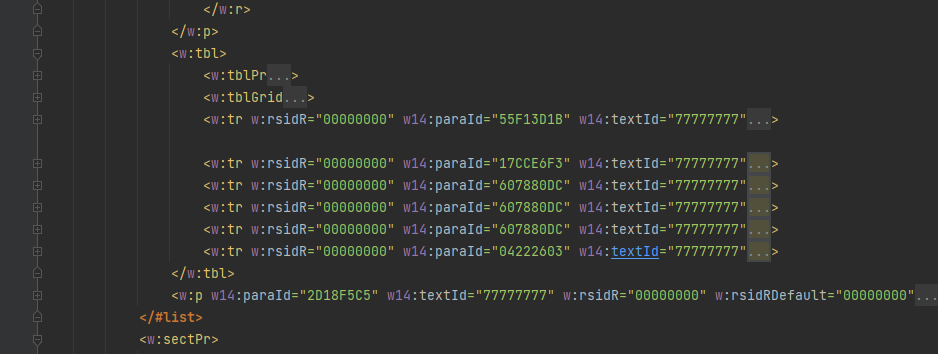 </w:r>
</w:p>
<w:tbl>
<w:tblPr...>
<w:tblGrid...>
<w:tr w:rsidR="00000000" w14:paraId="55F13D1B" w14:textId="77777777"...>
<w:tr w:rsidR="00000000" w14:paraId="17CCE6F3" w14:textId="77777777"...>
<w:tr w:rsidR="00000000" w14:paraId="607880DC" w14:textId="77777777"...>
<w:tr w:rsidR="00000000" w14:paraId="607880DC" w14:textId="77777777"...>
<w:tr w:rsidR="00000000" w14:paraId="607880DC" w14:textId="77777777"...>
<w:tr w:rsidR="00000000" w14:paraId="04222603" w14:textId="77777777"...>
</w:tbl>
<w:p w14:paraId="2D18F5C5" w14:textId="77777777" w:rsidR="00000000" w:rsidRDefault="00000000"...
</#list>
<w:sectPr>